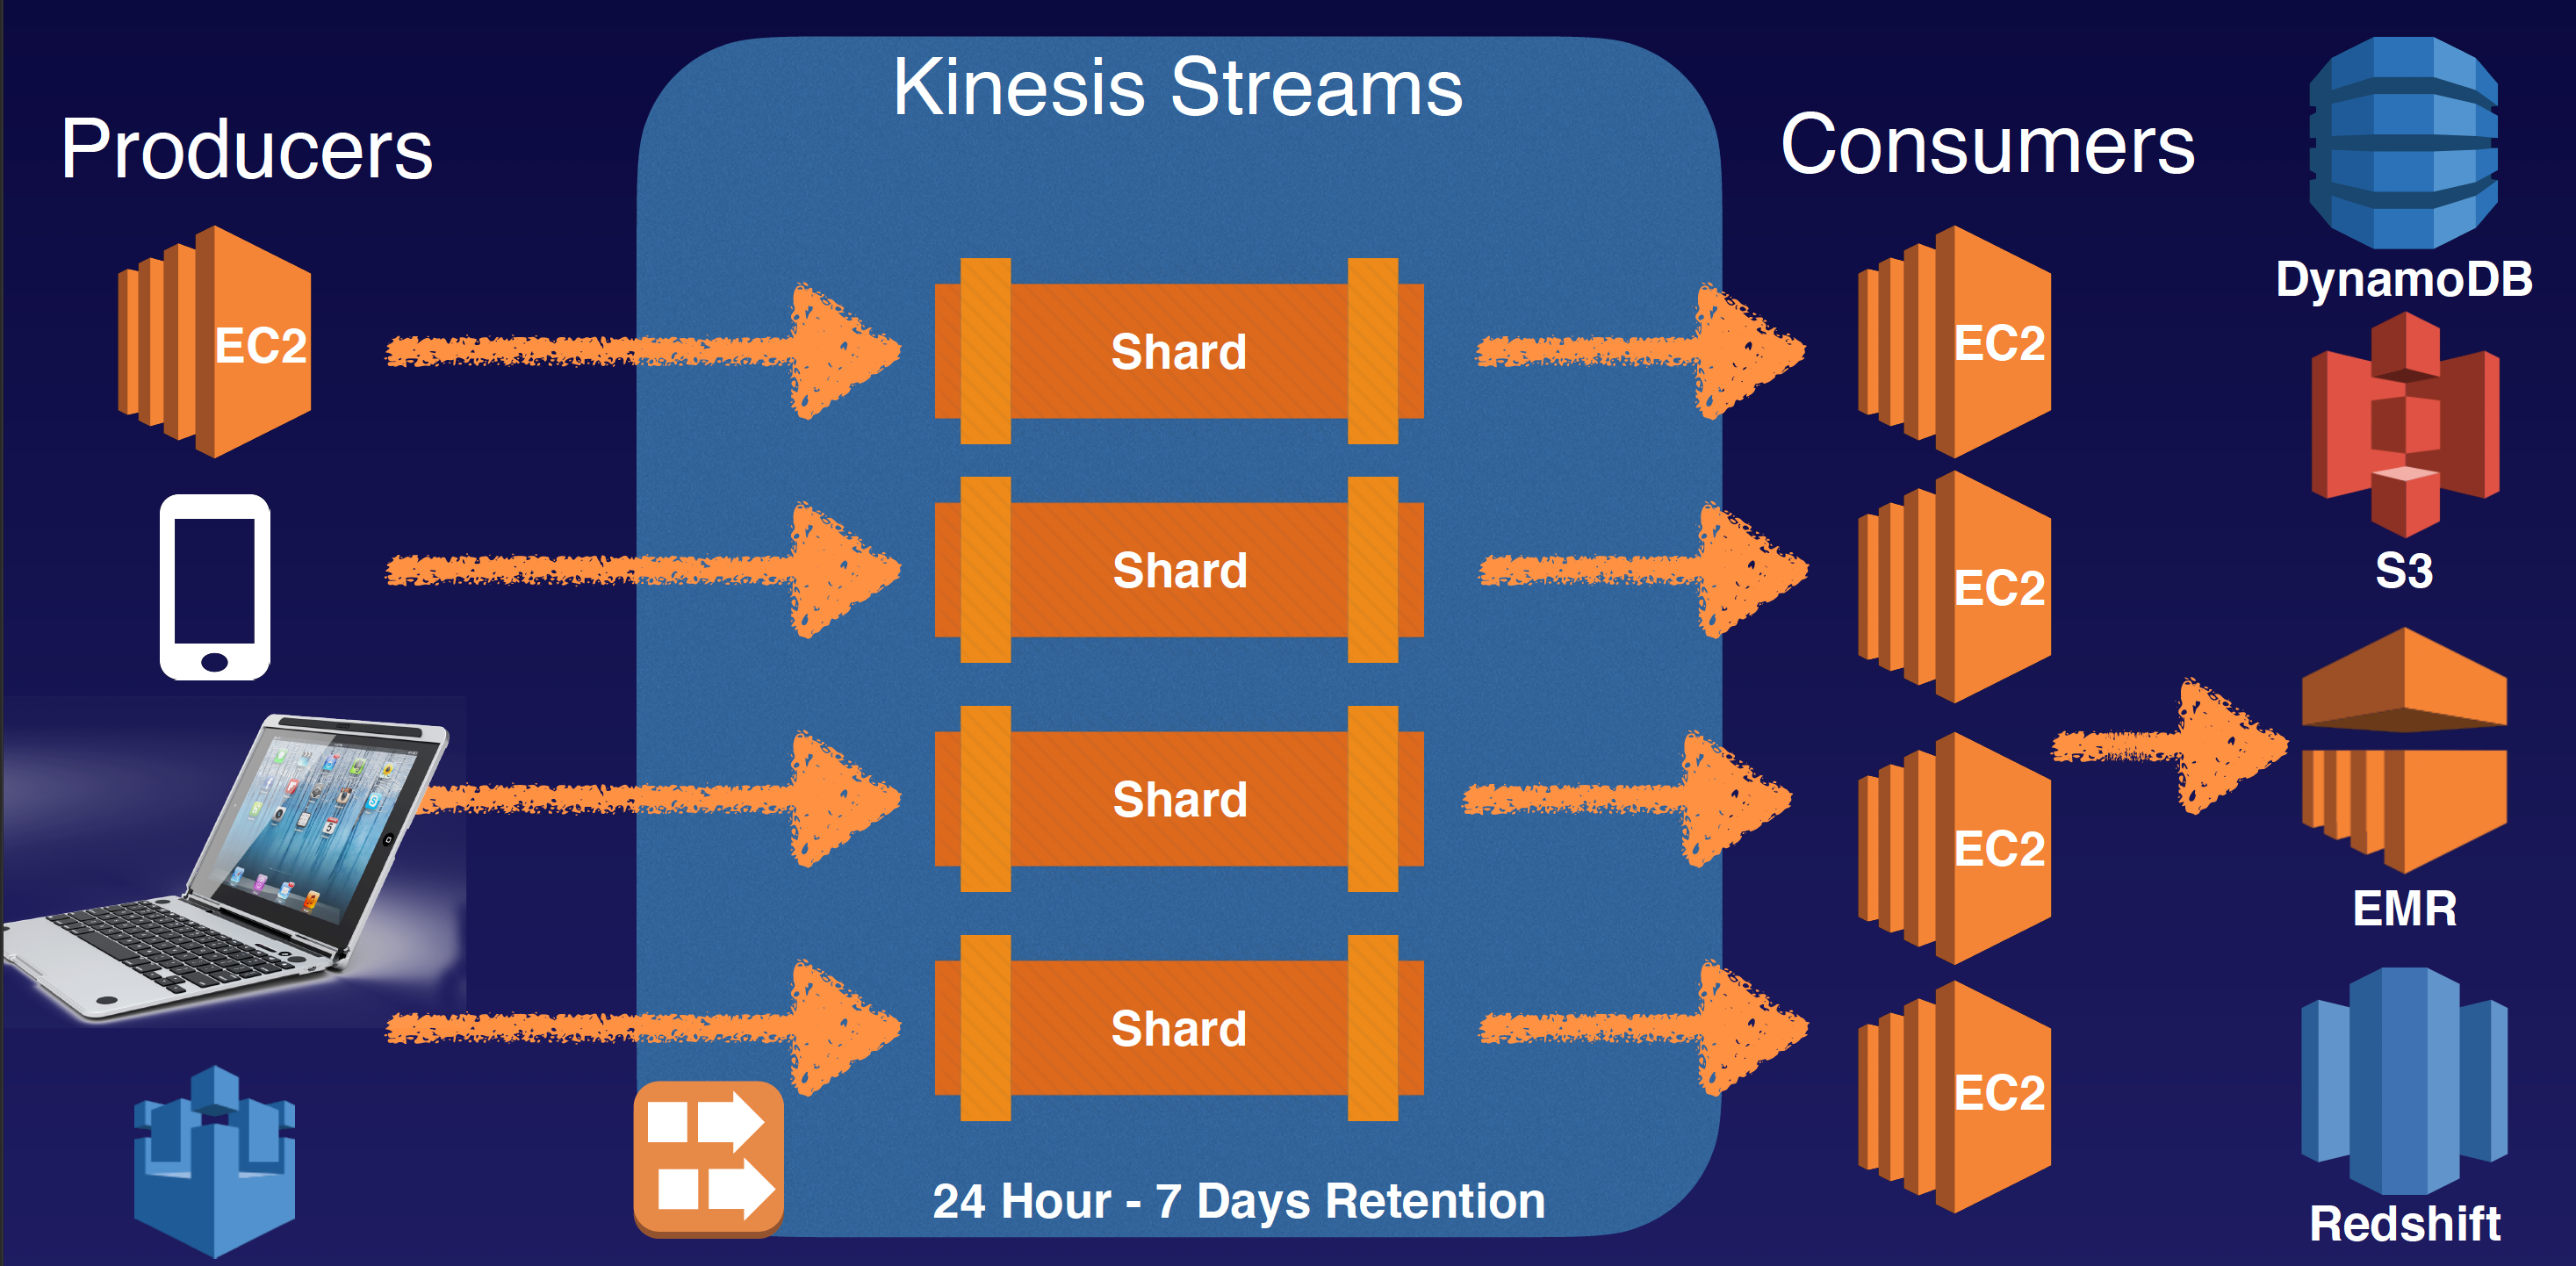 Kinesis Streams
Producers
Consumers
EC2
Shard
EC2
DynamoDB
Shard
EC2
S3
Shard
EC2
EMR
Shard
EC2
24 Hour - 7 Days Retention
Redshift